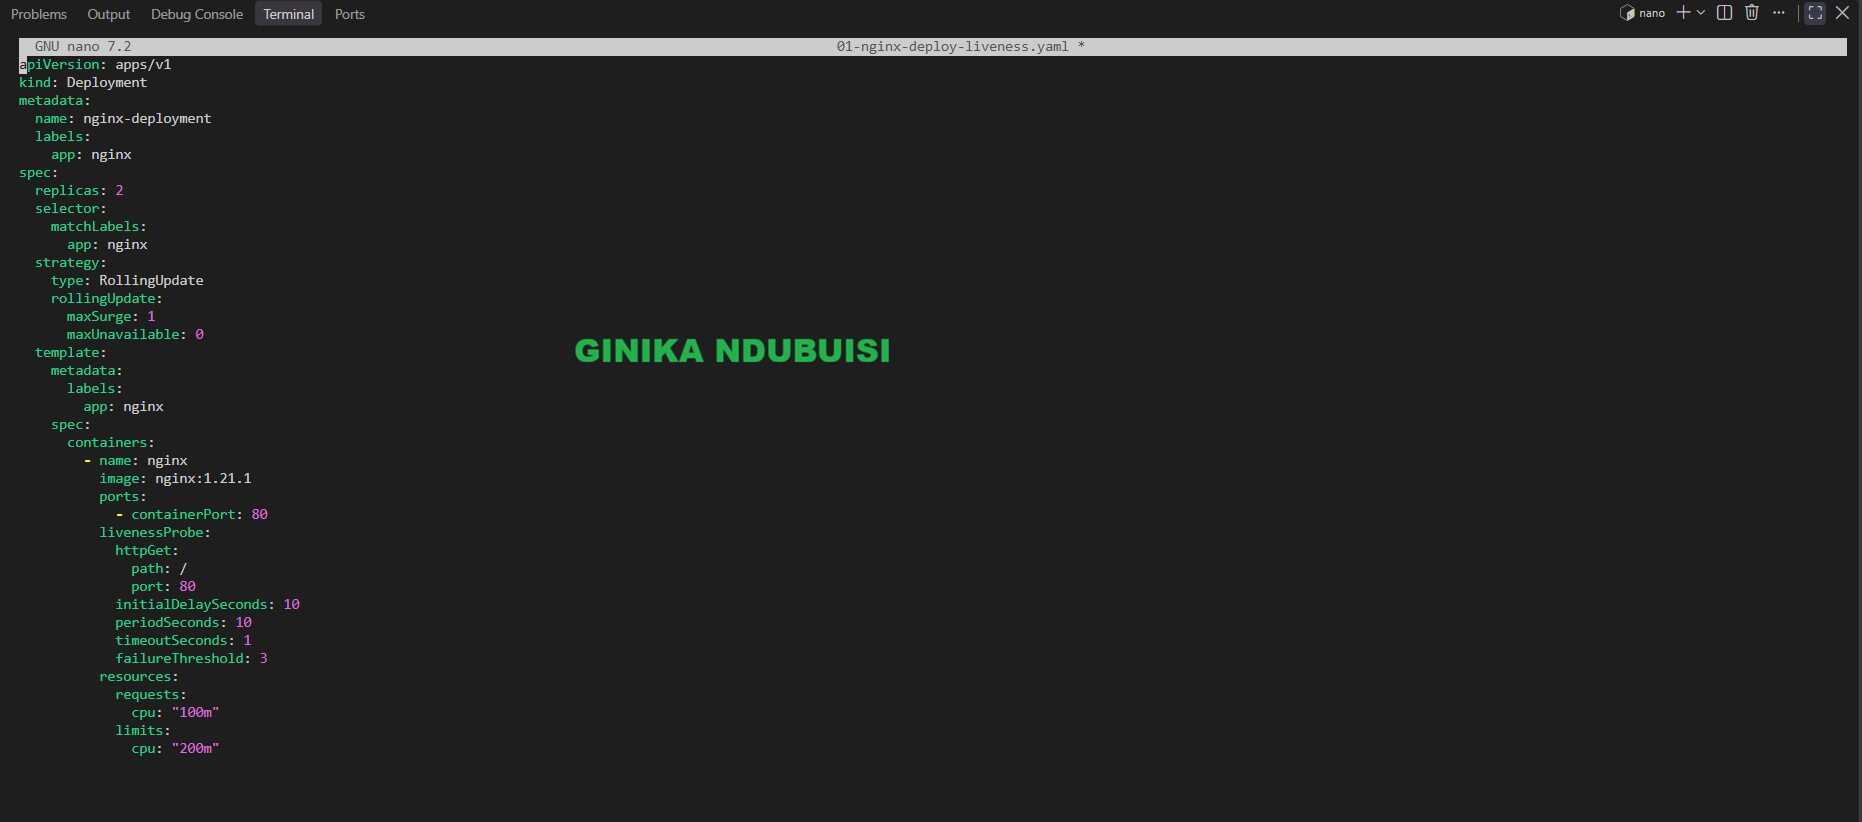 Problems Output Debug Console Terminal Ports nano
GNU nano 7.2 01-nginx-deploy-liveness.yaml *
apiVersion: apps/v1
kind: Deployment
metadata:
  name: nginx-deployment
  labels:
    app: nginx
spec:
  replicas: 2
  selector:
    matchLabels:
      app: nginx
  strategy:
    type: RollingUpdate
    rollingUpdate:
      maxSurge: 1
      maxUnavailable: 0
GINIKA NDUBUISI
  template:
    metadata:
      labels:
        app: nginx
    spec:
      containers:
        - name: nginx
          image: nginx:1.21.1
          ports:
            - containerPort: 80
          livenessProbe:
            httpGet:
              path: /
              port: 80
            initialDelaySeconds: 10
            periodSeconds: 10
            timeoutSeconds: 1
            failureThreshold: 3
          resources:
            requests:
              cpu: "100m"
            limits:
              cpu: "200m"